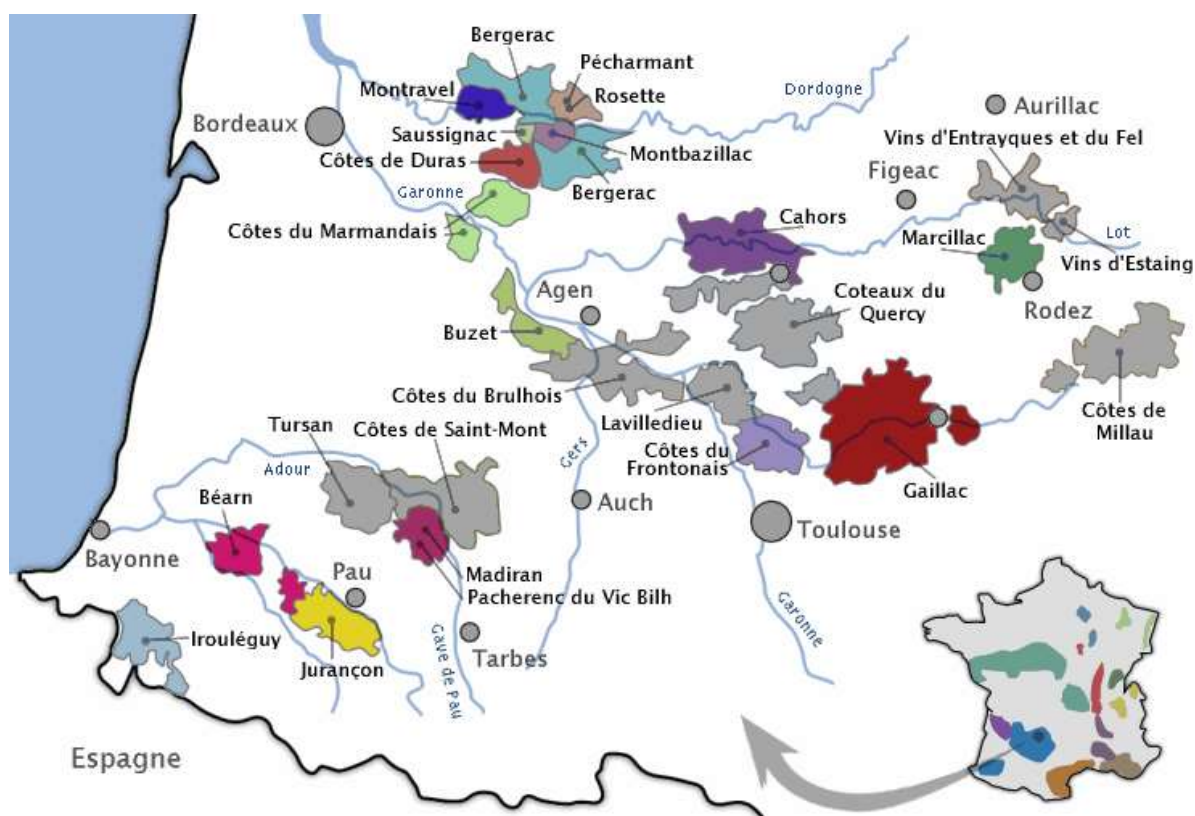 Bergerac
Pécharmant
Montravel
Rosette
Dordogne
Aurillac
Bordeaux
Saussignac
Vins d'Entrayques et du Fel
Montbazillac
Côtes de Duras
Figeac
Garonne
Bergerac
Cahors
Côtes du Marmandais
Marcillac
Lot
Vins d'Estaing
Agen
Coteaux du
Quercy
Rodez
Buzet
Côtes du Brulhois
Lavilledieu
Côtes de
Millau
Tursan
Côtes de Saint-Mont
Côtes du
Frontonais
Gers
Adour
Gaillac
Béarn
Auch
Toulouse
Bayonne
Pau
Madiran
Pacherenc du Vic Bilh
Garonne
Irouléguy
Tarbes
Jurançon
Gave de Pau
Espagne